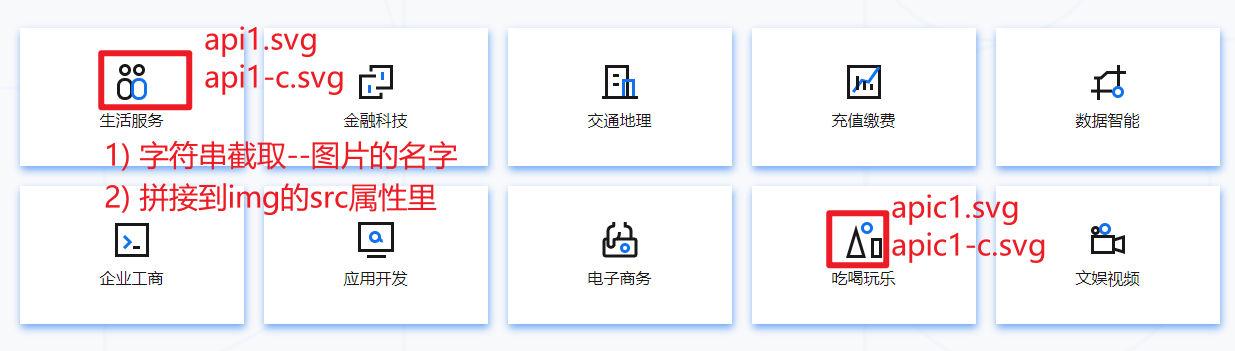 api1.svg
api1-c.svg
生活服务
金融科技
交通地理
充值缴费
数据智能
1) 字符串截取--图片的名字
2) 拼接到img的src属性里
apic1.svg
apic1-c.svg
企业工商
应用开发
电子商务
吃喝玩乐
文娱视频